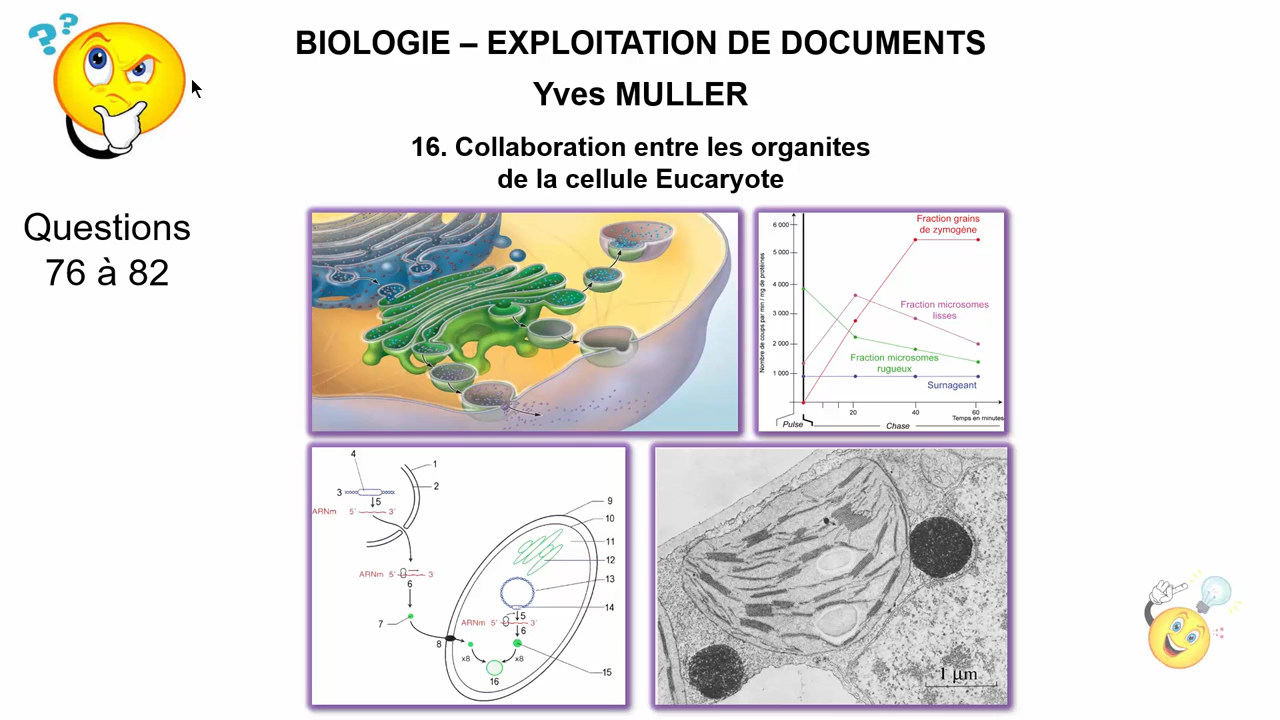 ??
BIOLOGIE – EXPLOITATION DE DOCUMENTS
Yves MULLER
16. Collaboration entre les organites
de la cellule Eucaryote
Questions
76 à 82
Nombre de coups par min / mg de protéines
6 000
5 000
4 000
3 000
2 000
1 000
Fraction grains
de zymogène
Fraction microsomes
lisses
Fraction microsomes
rugueux
Surnageant
20
40
60
Temps en minutes
Pulse
Chase
4
1
2
3
5
ARNm 5' 3'
ARNm 5' 3'
6
7
8
9
10
11
12
13
14
5
ARNm 5' 3'
6
x8
x8
15
16
1 µm